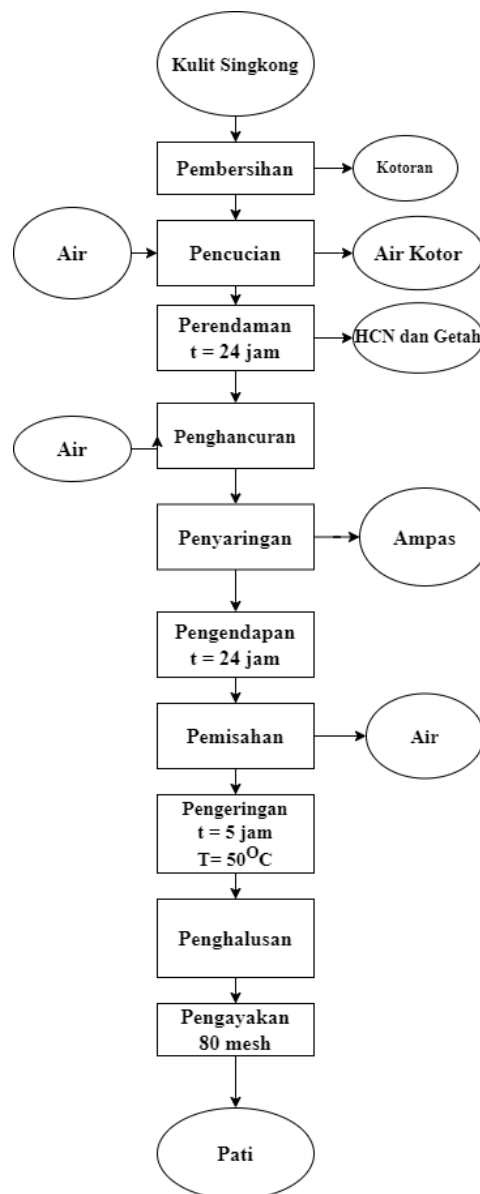 Kulit Singkong
Pembersihan
Kotoran
Air
Pencucian
Air Kotor
Perendaman
t = 24 jam
HCN dan Getah
Air
Penghancuran
Penyaringan
Ampas
Pengendapan
t = 24 jam
Pemisahan
Air
Pengeringan
t = 5 jam
T= 50°C
Penghalusan
Pengayakan
80 mesh
Pati